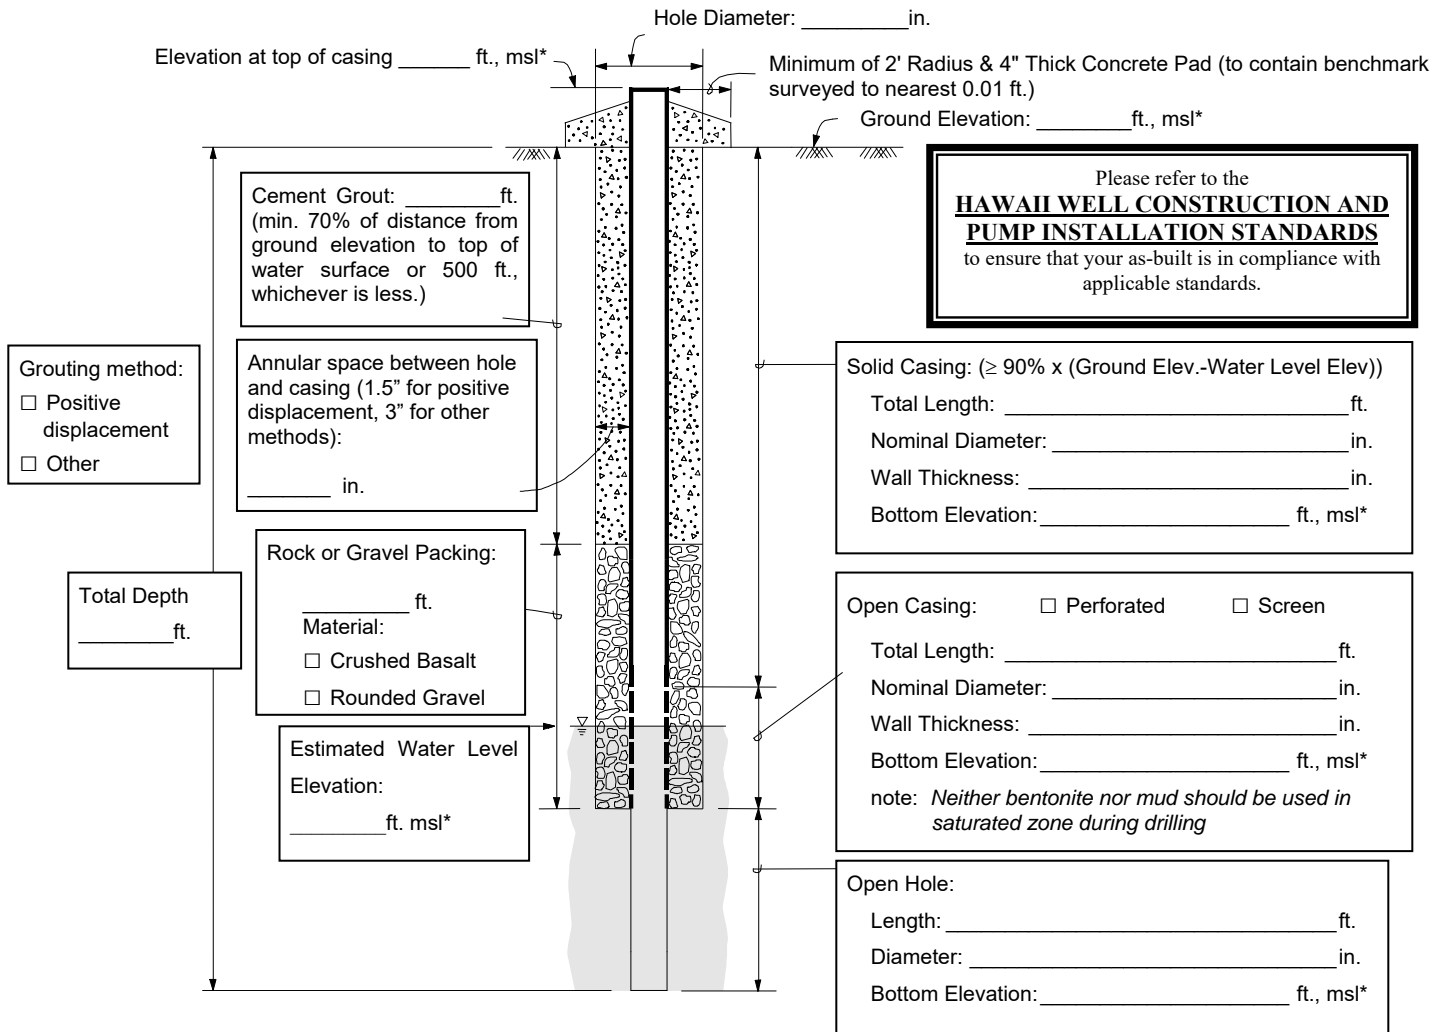 Hole Diameter: _________in.
Elevation at top of casing ______ ft., msl*
Minimum of 2' Radius & 4" Thick Concrete Pad (to contain benchmark
surveyed to nearest 0.01 ft.)
Ground Elevation: ________ft., msl*
Please refer to the
HAWAII WELL CONSTRUCTION AND
PUMP INSTALLATION STANDARDS
to ensure that your as-built is in compliance with
applicable standards.
Cement Grout: ________ft.
(min. 70% of distance from
ground elevation to top of
water surface or 500 ft.,
whichever is less.)
Grouting method:
☐ Positive
displacement
☐ Other
Annular space between hole
and casing (1.5” for positive
displacement, 3” for other
methods):
_______ in.
Solid Casing: (≥ 90% x (Ground Elev.-Water Level Elev))
Total Length: _____________________________ft.
Nominal Diameter: _________________________in.
Wall Thickness: ___________________________in.
Bottom Elevation:_____________________ ft., msl*
Rock or Gravel Packing:
_________ ft.
Material:
☐ Crushed Basalt
☐ Rounded Gravel
Total Depth
________ft.
Open Casing: ☐ Perforated ☐ Screen
Total Length: ____________________________ft.
Nominal Diameter: ________________________in.
Wall Thickness: __________________________in.
Bottom Elevation:_____________________ ft., msl*
note: Neither bentonite nor mud should be used in
saturated zone during drilling
Estimated Water Level
Elevation:
________ft. msl*
Open Hole:
Length: _________________________________ft.
Diameter: _______________________________in.
Bottom Elevation:_____________________ ft., msl*